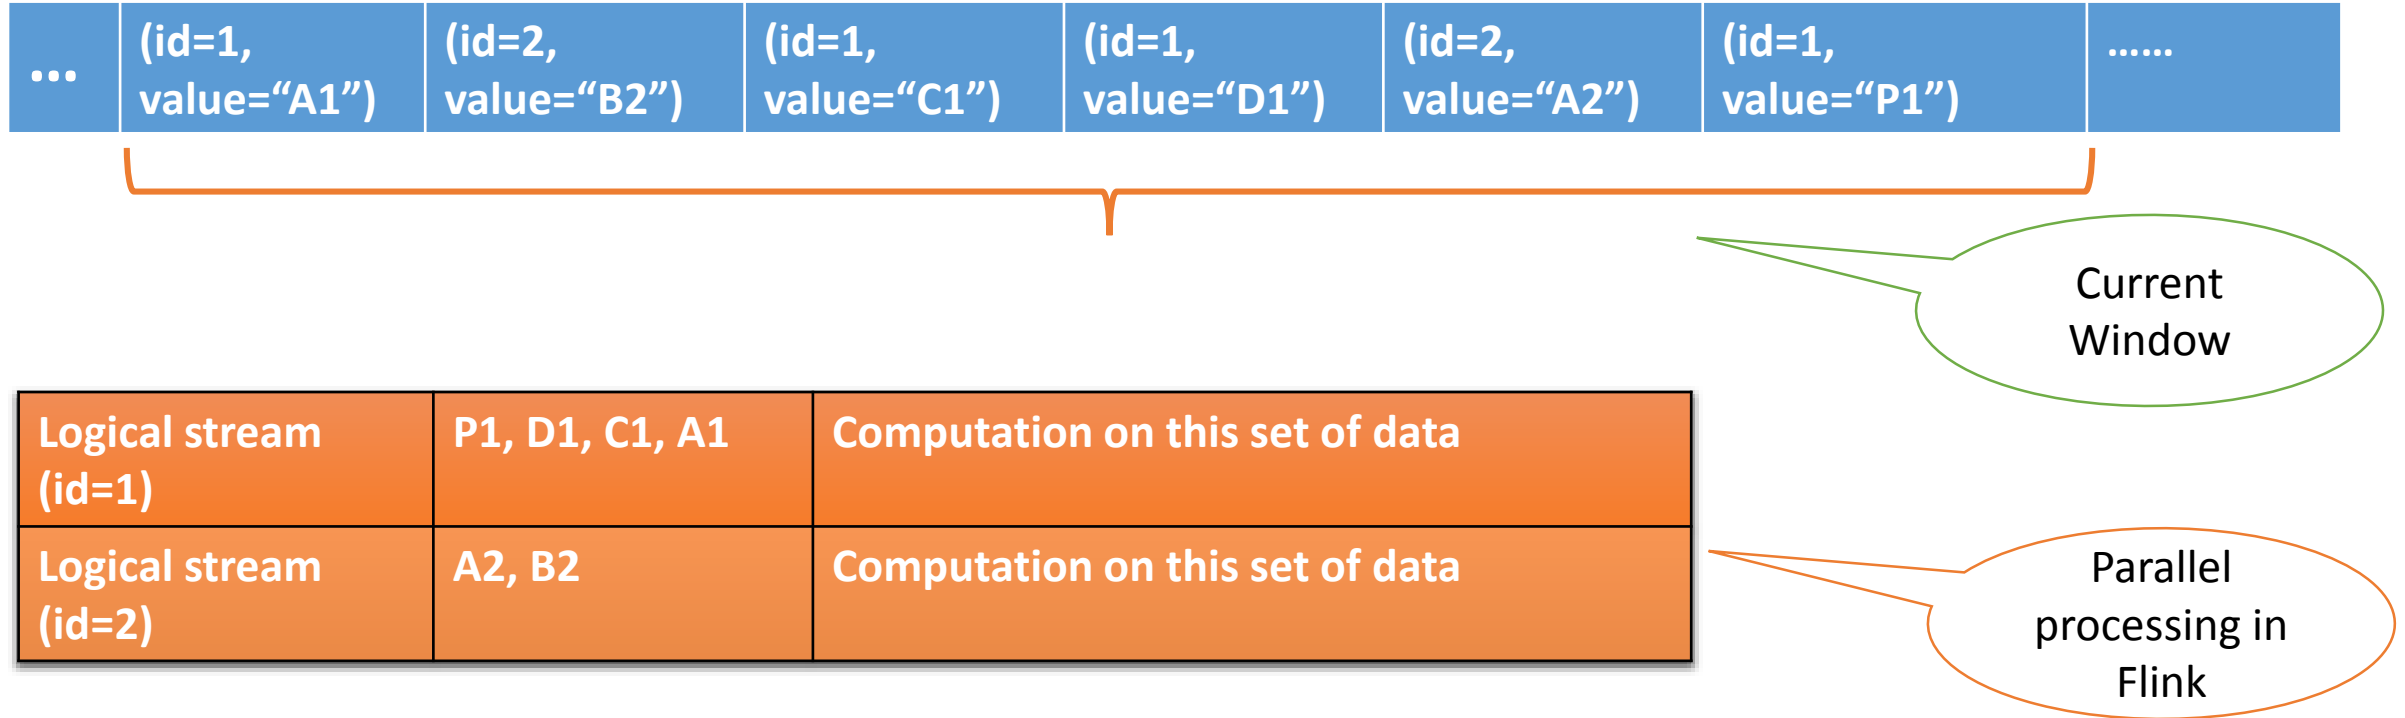 ...
(id=1,
value=“A1”)
(id=2,
value=“B2”)
(id=1,
value=“C1”)
(id=1,
value=“D1”)
(id=2,
value=“A2”)
(id=1,
value=“P1”)
......
Current
Window
Logical stream
(id=1)
P1, D1, C1, A1
Computation on this set of data
Logical stream
(id=2)
A2, B2
Computation on this set of data
Parallel
processing in
Flink